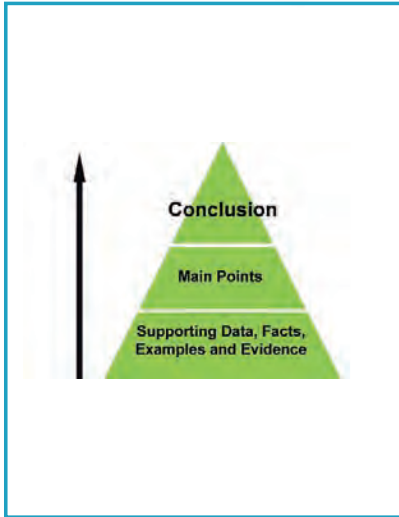 Conclusion
Main Points
Supporting Data, Facts,
Examples and Evidence